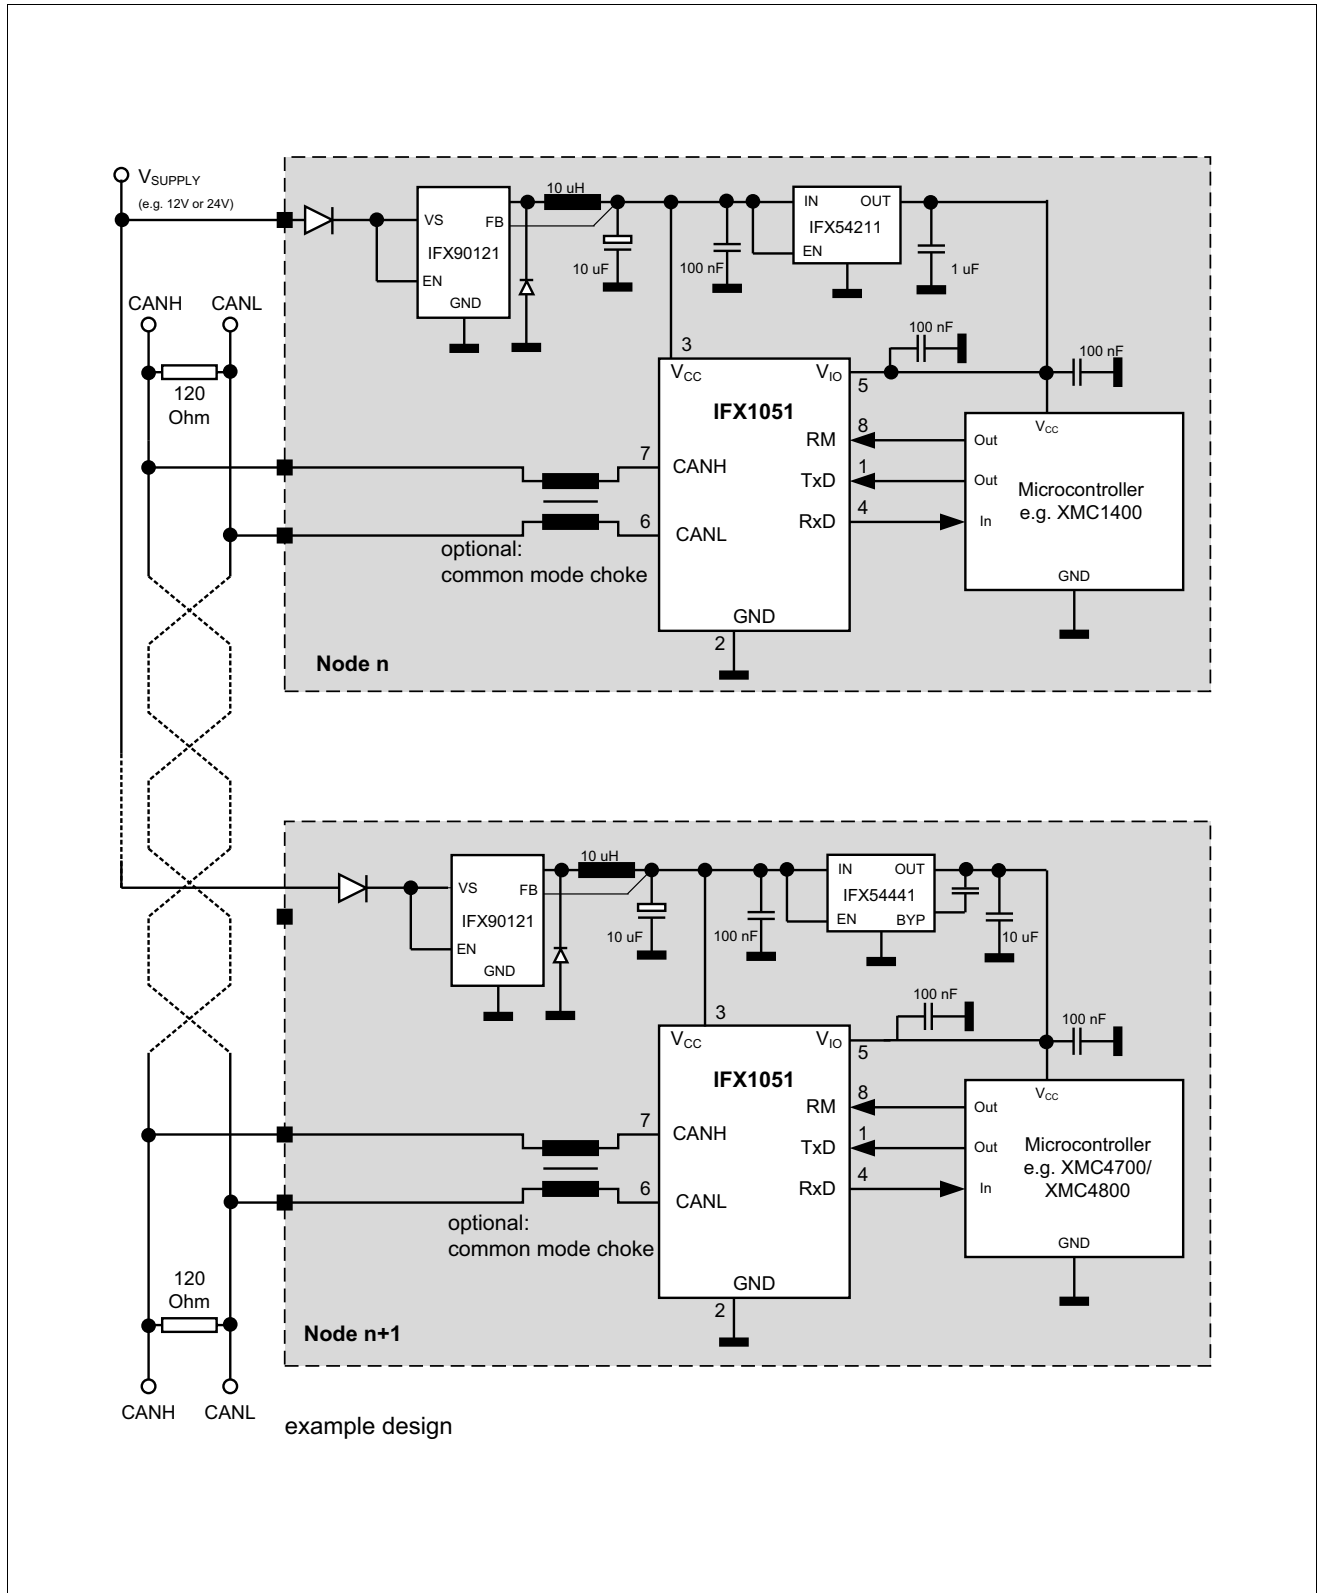 VSUPPLY
(e.g. 12V or 24V)
CANH
CANL
120
Ohm
10 uH
VS
FB
IFX90121
EN
GND
10 uF
100 nF
IN
OUT
IFX54211
EN
1 uF
100 nF
100 nF
3
VCC
VIO
5
IFX1051
RM
8
TxD
1
RxD
4
7
CANH
6
CANL
GND
2
optional:
common mode choke
VCC
Out
Out
In
Microcontroller
e.g. XMC1400
GND
Node n
10 uH
VS
FB
IFX90121
EN
GND
10 uF
100 nF
IN
OUT
IFX54441
EN
BYP
10 uF
100 nF
100 nF
3
VCC
VIO
5
IFX1051
RM
8
TxD
1
RxD
4
7
CANH
6
CANL
GND
2
optional:
common mode choke
VCC
Out
Out
In
Microcontroller
e.g. XMC4700/
XMC4800
GND
Node n+1
120
Ohm
CANH
CANL
example design